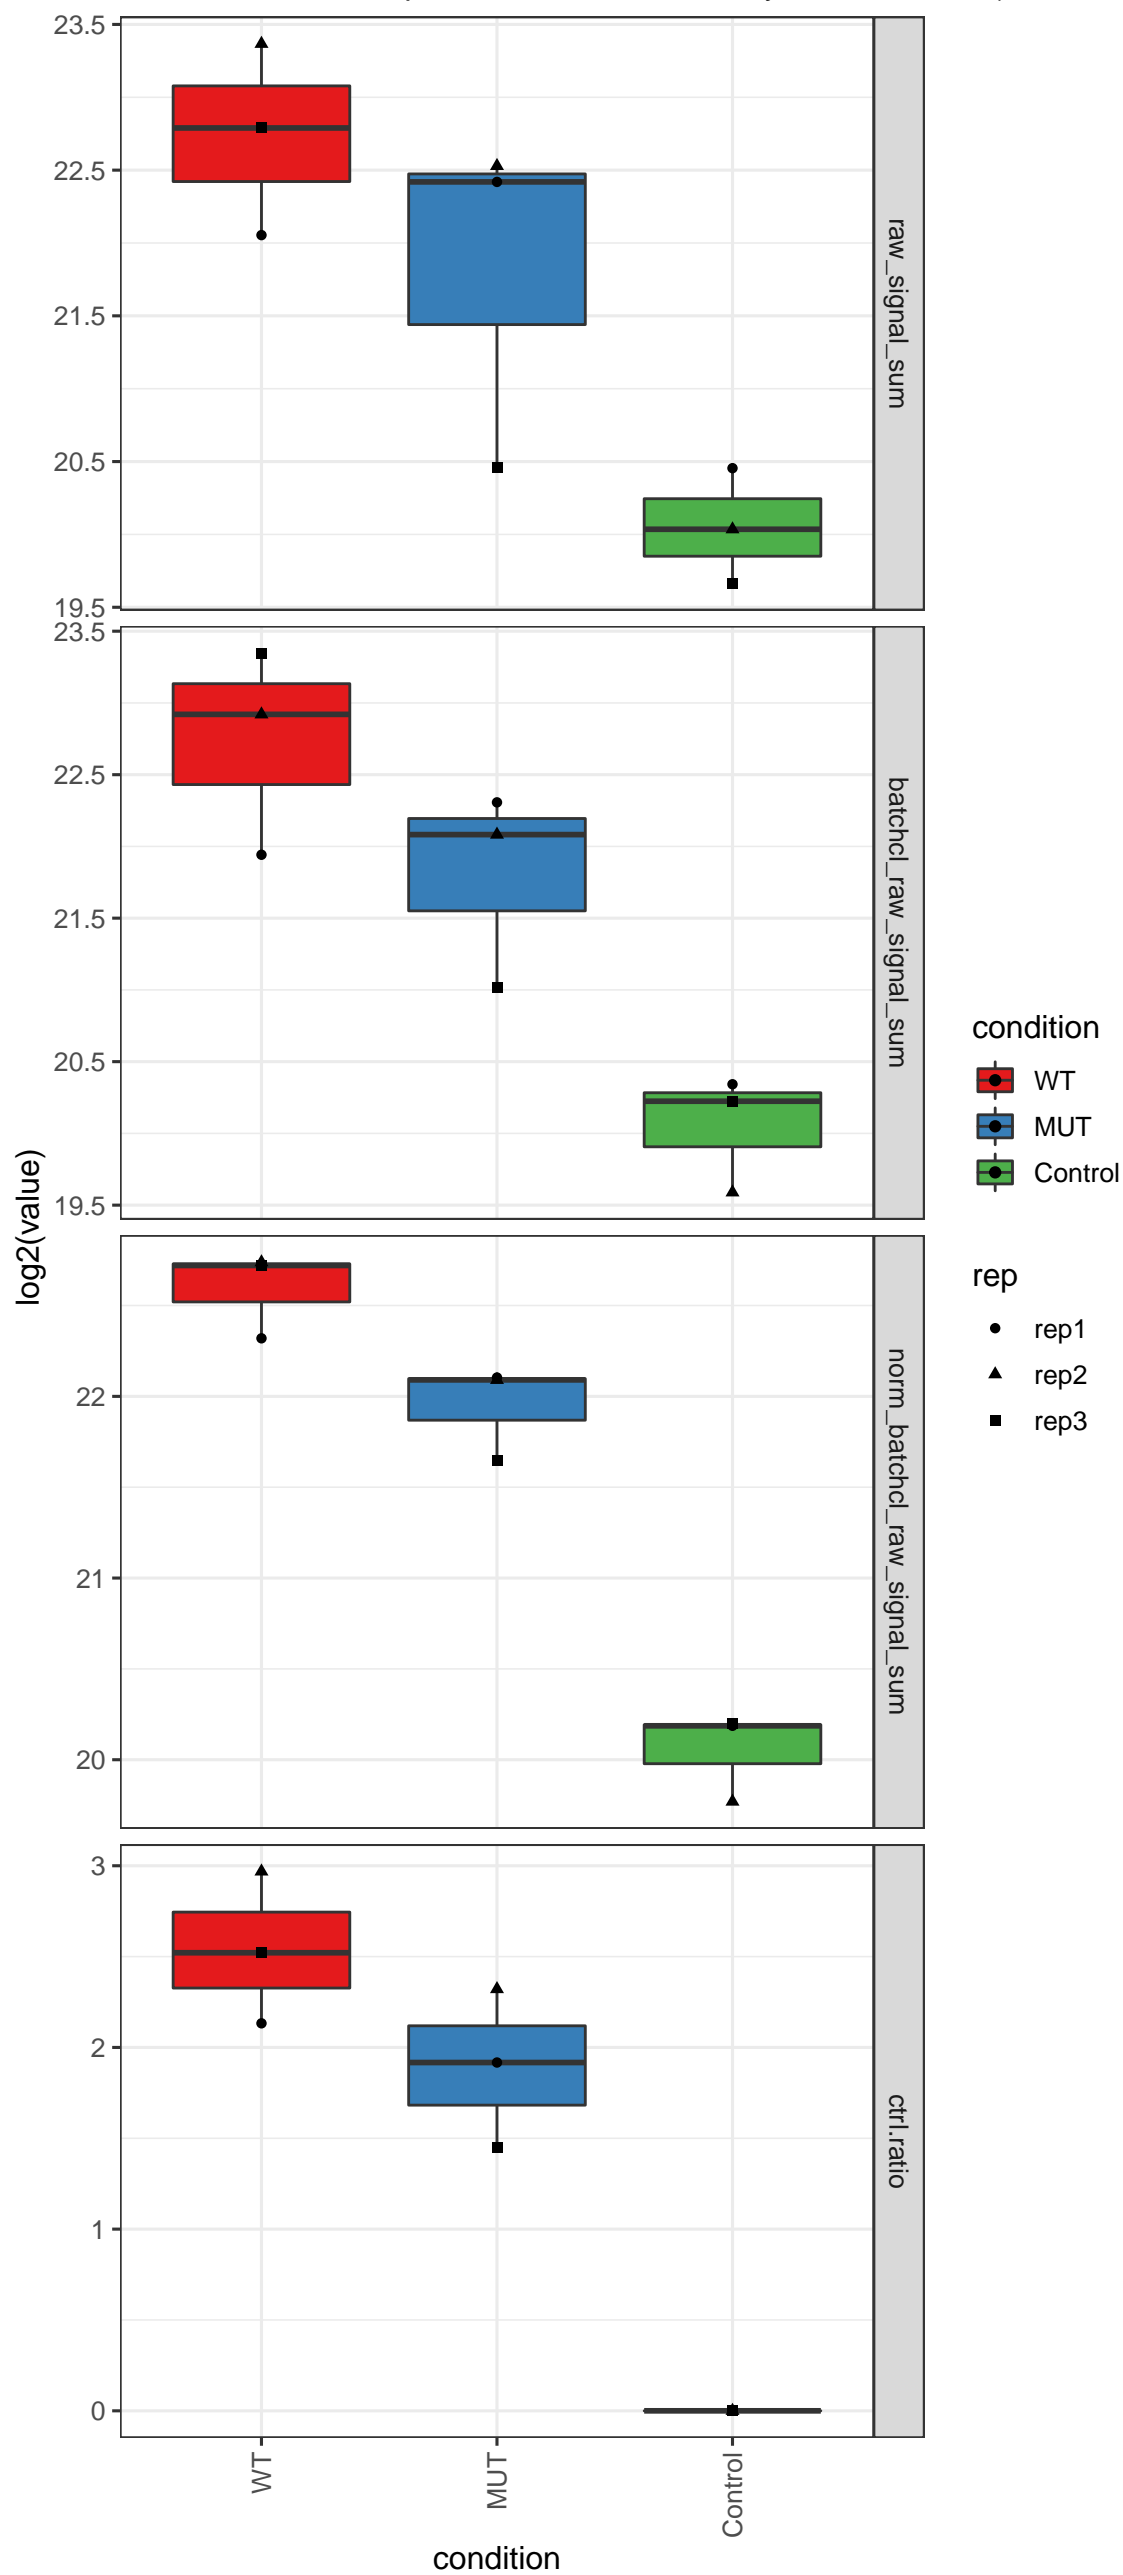 23.5
22.5
21.5
20.5
19.5
raw_signal_sum
23.5
22.5
21.5
20.5
19.5
batchcl_raw_signal_sum
22
21
20
norm_batchcl_raw_signal_sum
3
2
1
0
ctrl.ratio
log2(value)
WT
MUT
Control
condition
condition
WT
MUT
Control
rep
rep1
rep2
rep3